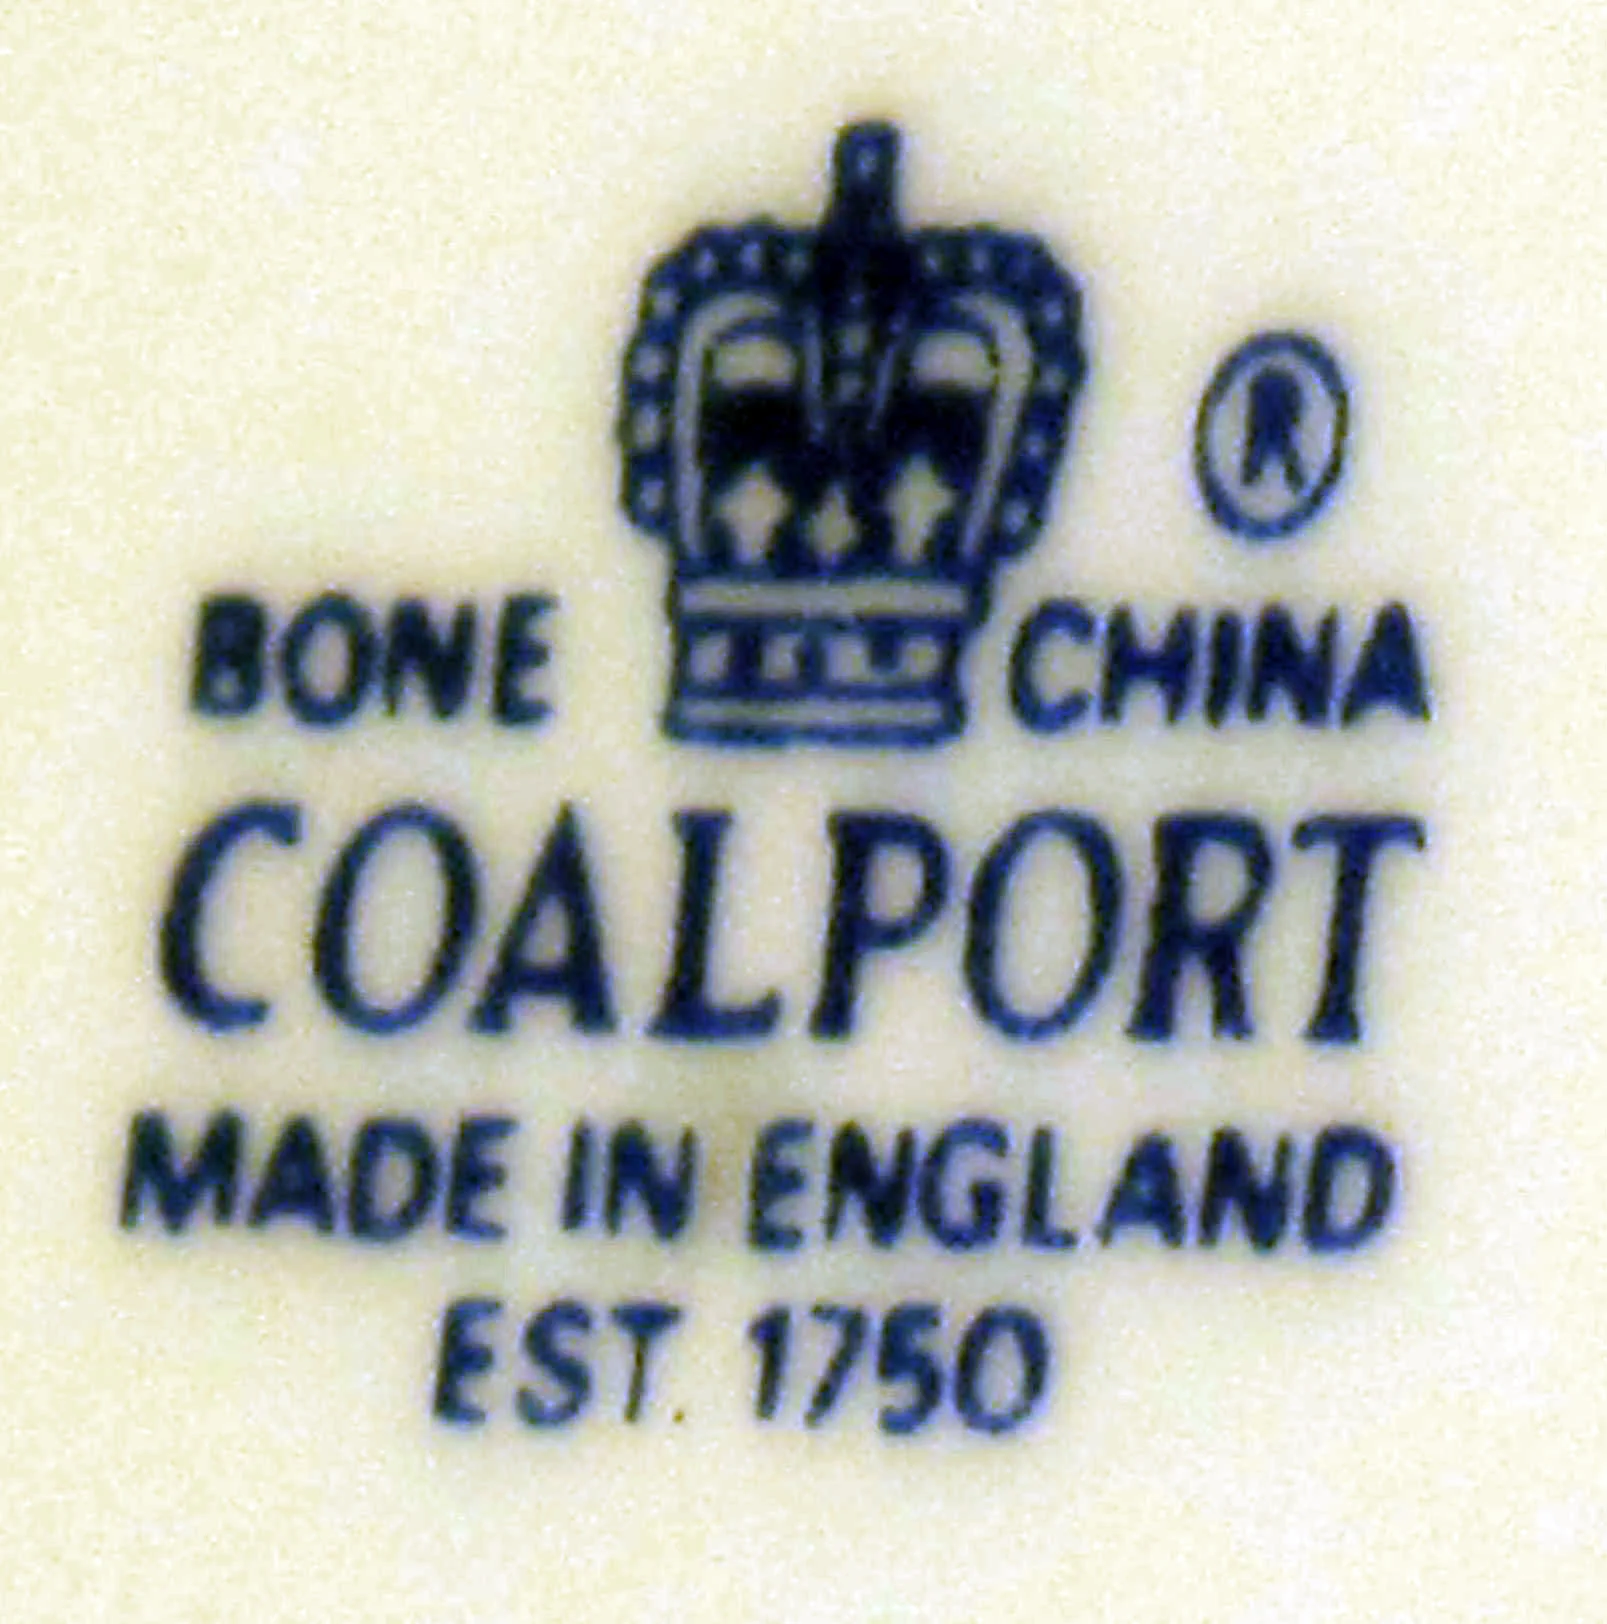 ®
BONE CHINA
COALPORT
MADE IN ENGLAND
EST. 1750